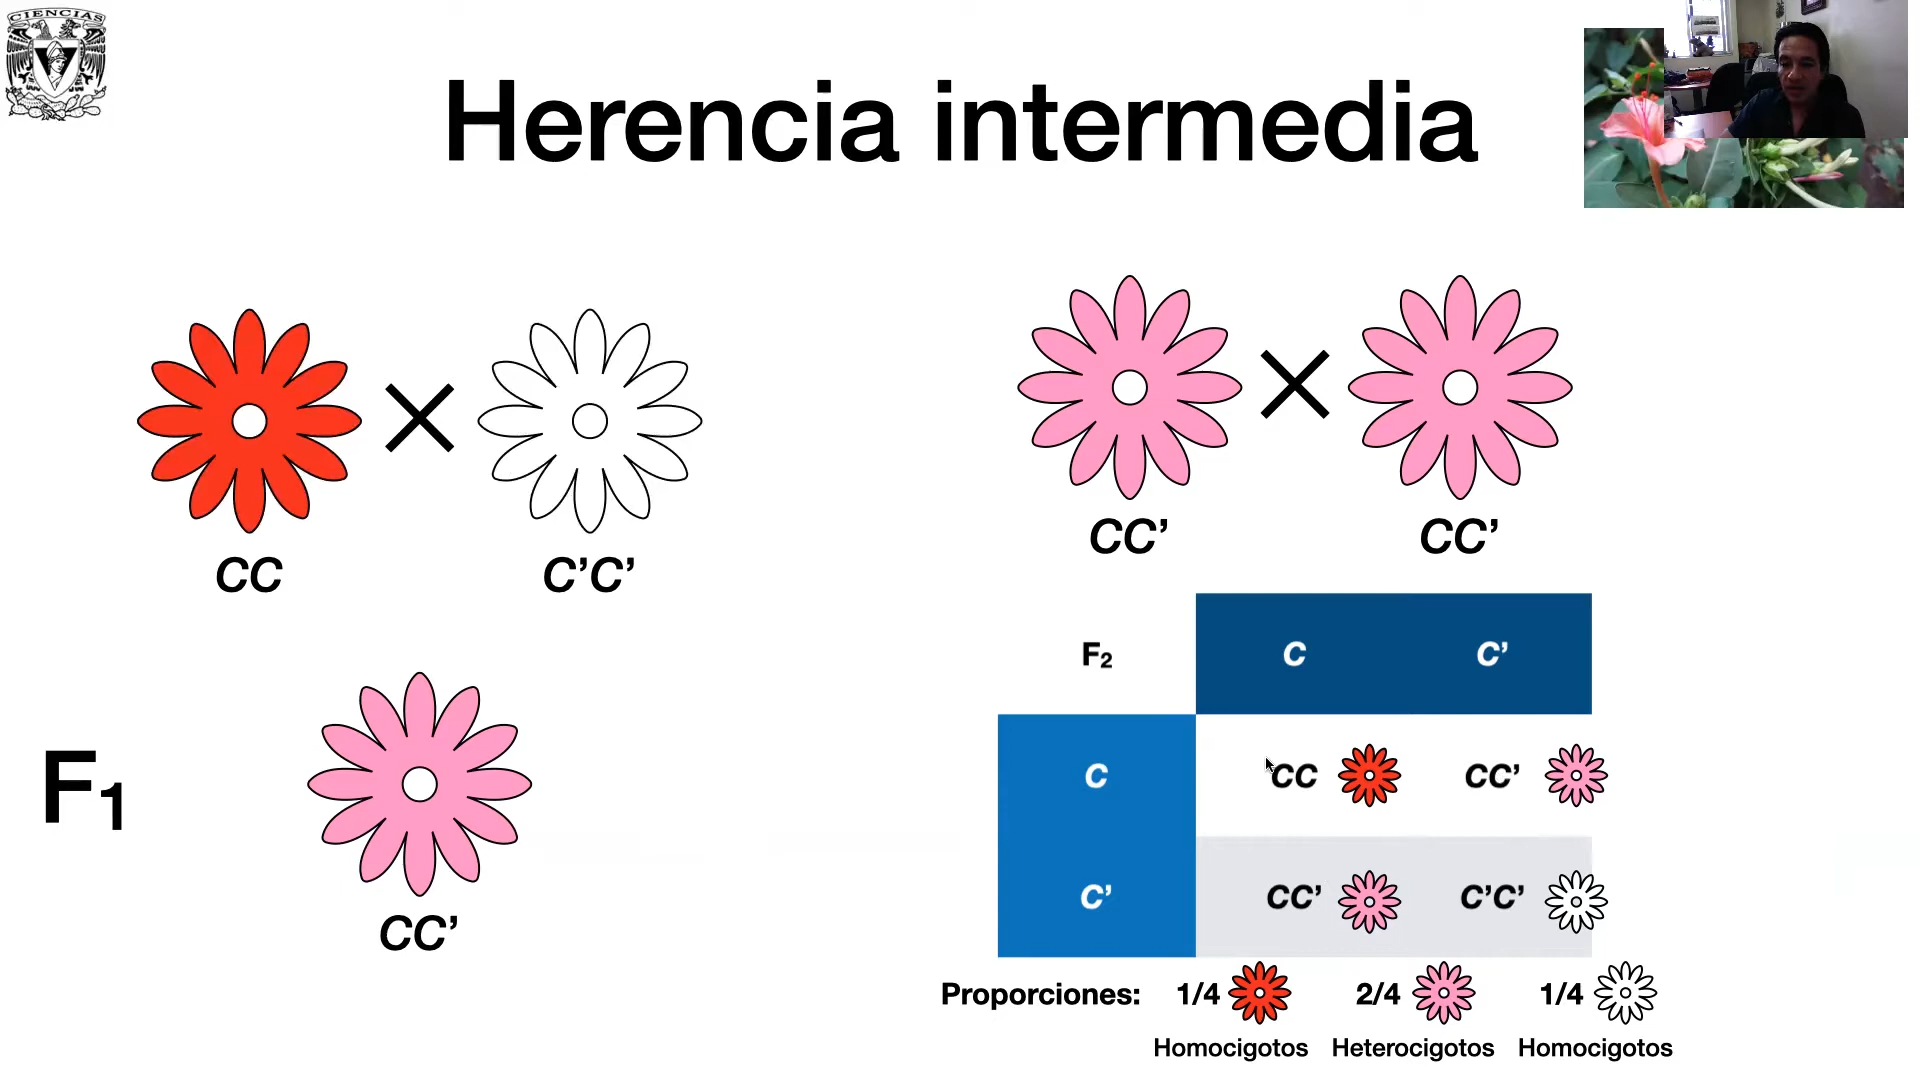 CIENCIAS
Herencia intermedia
CC
C’C’
F₁
CC’
CC’ CC’
F₂ C C’
C CC CC’
C’ CC’ C’C’
Proporciones: 1/4 2/4 1/4
Homocigotos Heterocigotos Homocigotos